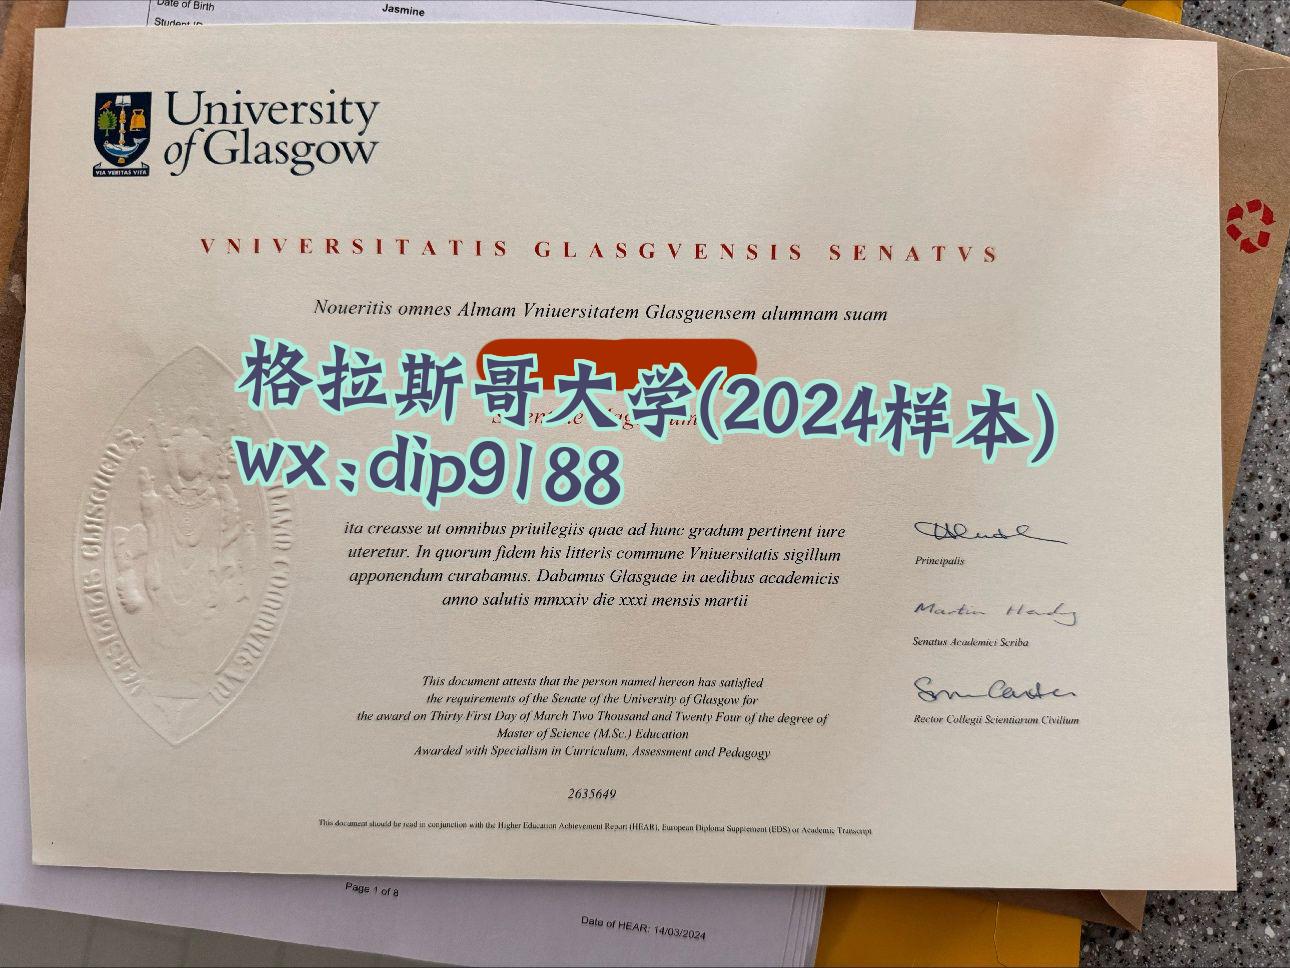 Date of Birth
Jasmine
Student ID
University
of Glasgow
VIA VERITAS VITA
VNIVERSITATIS GLASGVENSIS SENATVS
Noueritis omnes Almam Vniuersitatem Glasguensem alumnam suam
格拉斯哥大学(2024样本)
wx:dip9188
ita creasse ut omnibus priuilegiis quae ad hunc gradum pertinent iure
uteretur. In quorum fidem his litteris commune Vniuersitatis sigillum
apponendum curabamus. Dabamus Glasguae in aedibus academicis
anno salutis mmxxiv die xxxi mensis martii
Principalis
Martin Hendry
Senatus Academici Scriba
Rector Collegii Scientiarum Civilium
This document attests that the person named hereon has satisfied
the requirements of the Senate of the University of Glasgow for
the award on Thirty First Day of March Two Thousand and Twenty Four of the degree of
Master of Science (M.Sc.) Education
Awarded with Specialism in Curriculum, Assessment and Pedagogy
2635649
This document should be read in conjunction with the Higher Education Achievement Report (HEAR), European Diploma Supplement (EDS) or Academic Transcript
Page 1 of 8
Date of HEAR: 14/03/2024